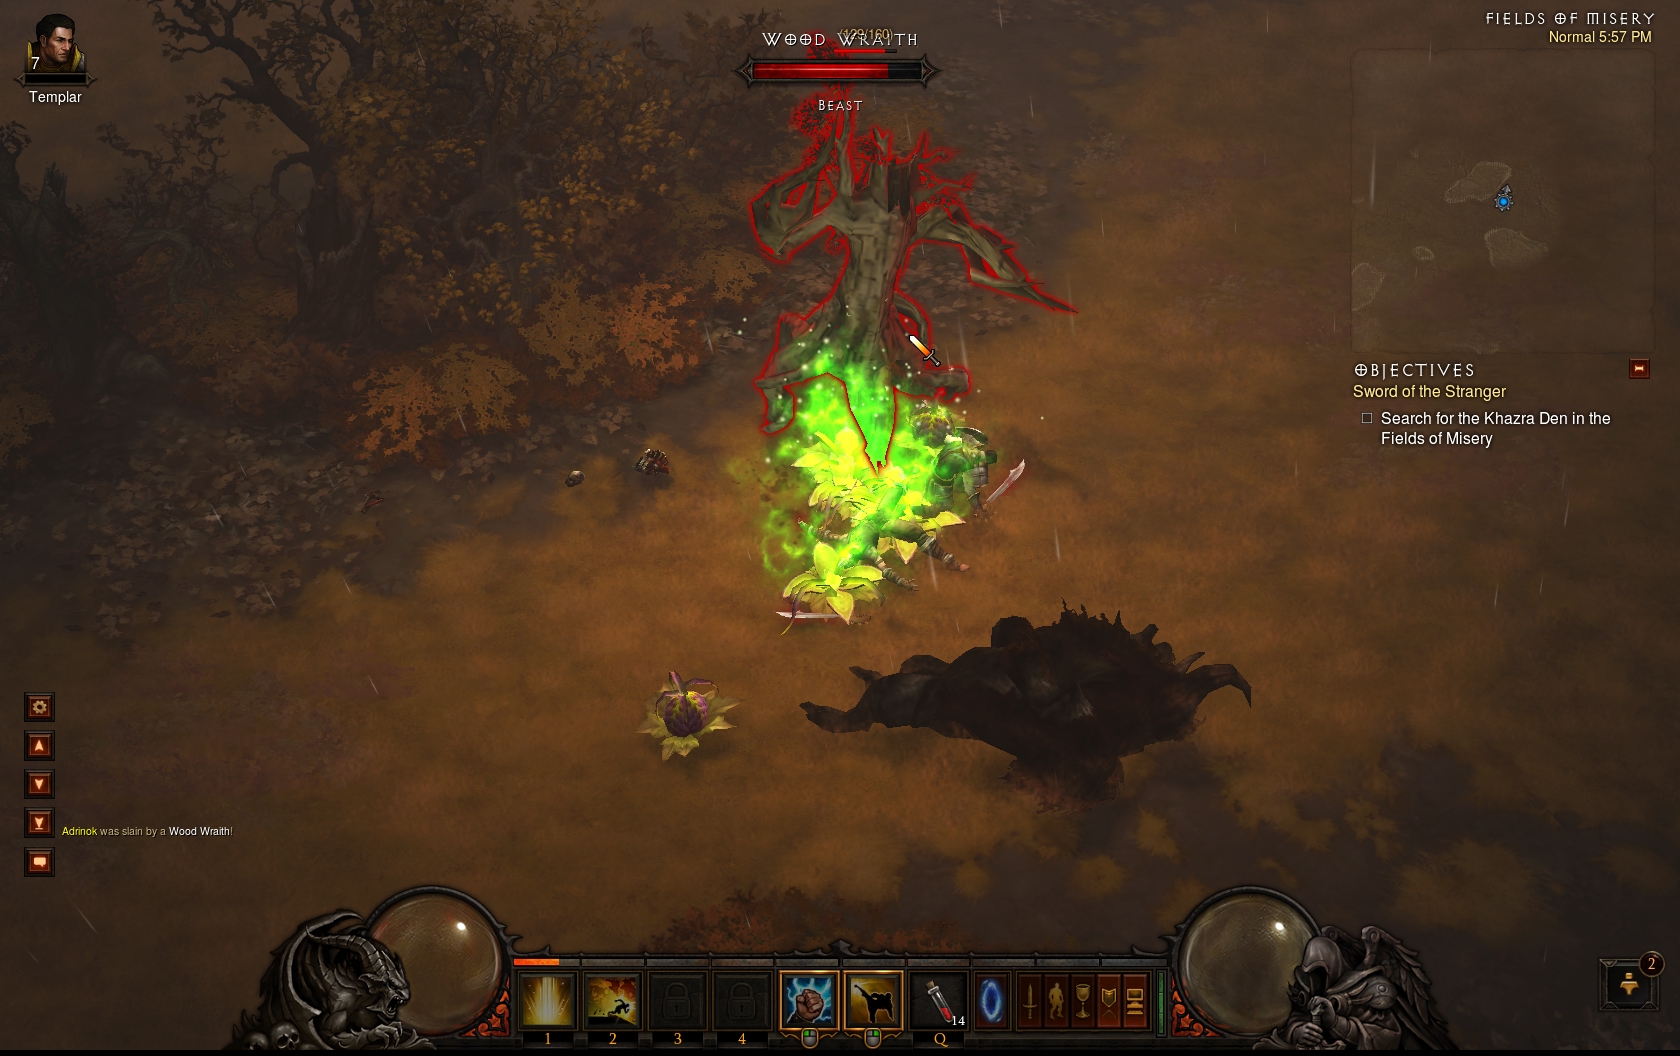 FIELDS OF MISERY
Normal 5:57 PM
WOOD WRAITH
(129/160)
BEAST
7
Templar
OBJECTIVES
Sword of the Stranger
Search for the Khazra Den in the
Fields of Misery
Adrinok was slain by a Wood Wraith!
14
2
1 2 3 4 Q